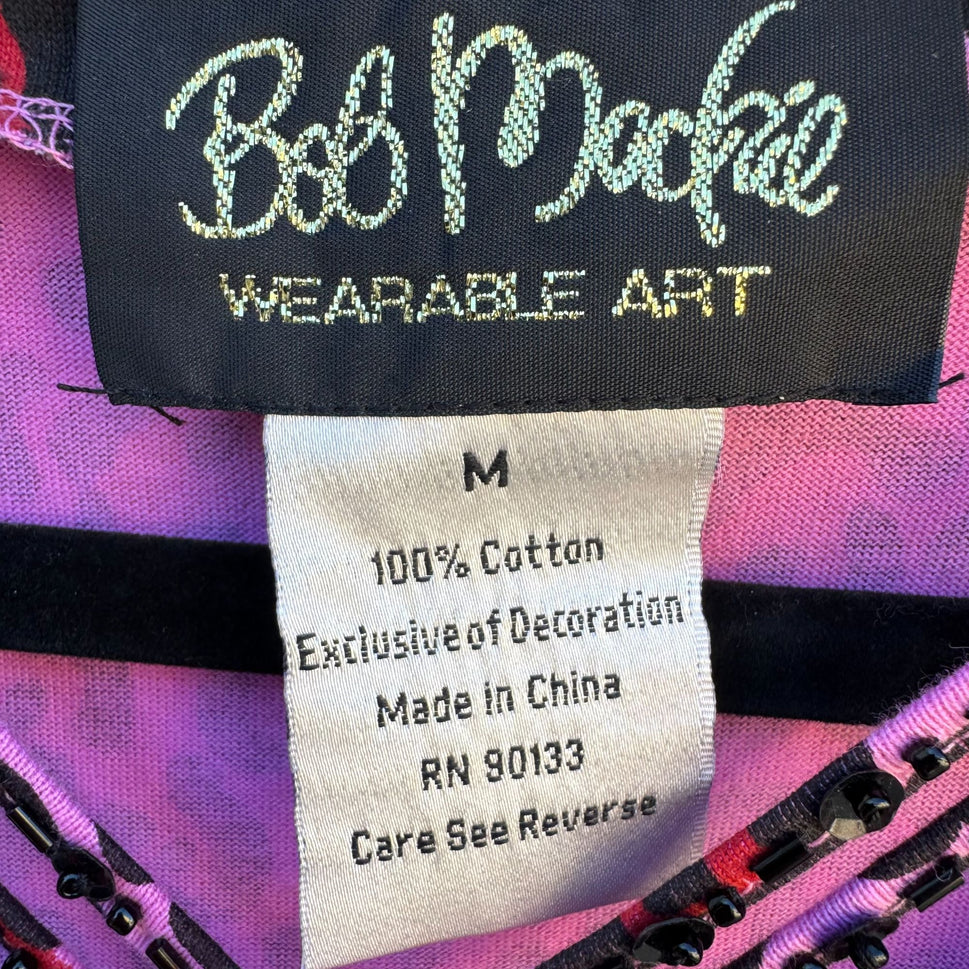 Bob Mackie
WEARABLE ART
M
100% Cotton
Exclusive of Decoration
Made in China
RN 90133
Care See Reverse